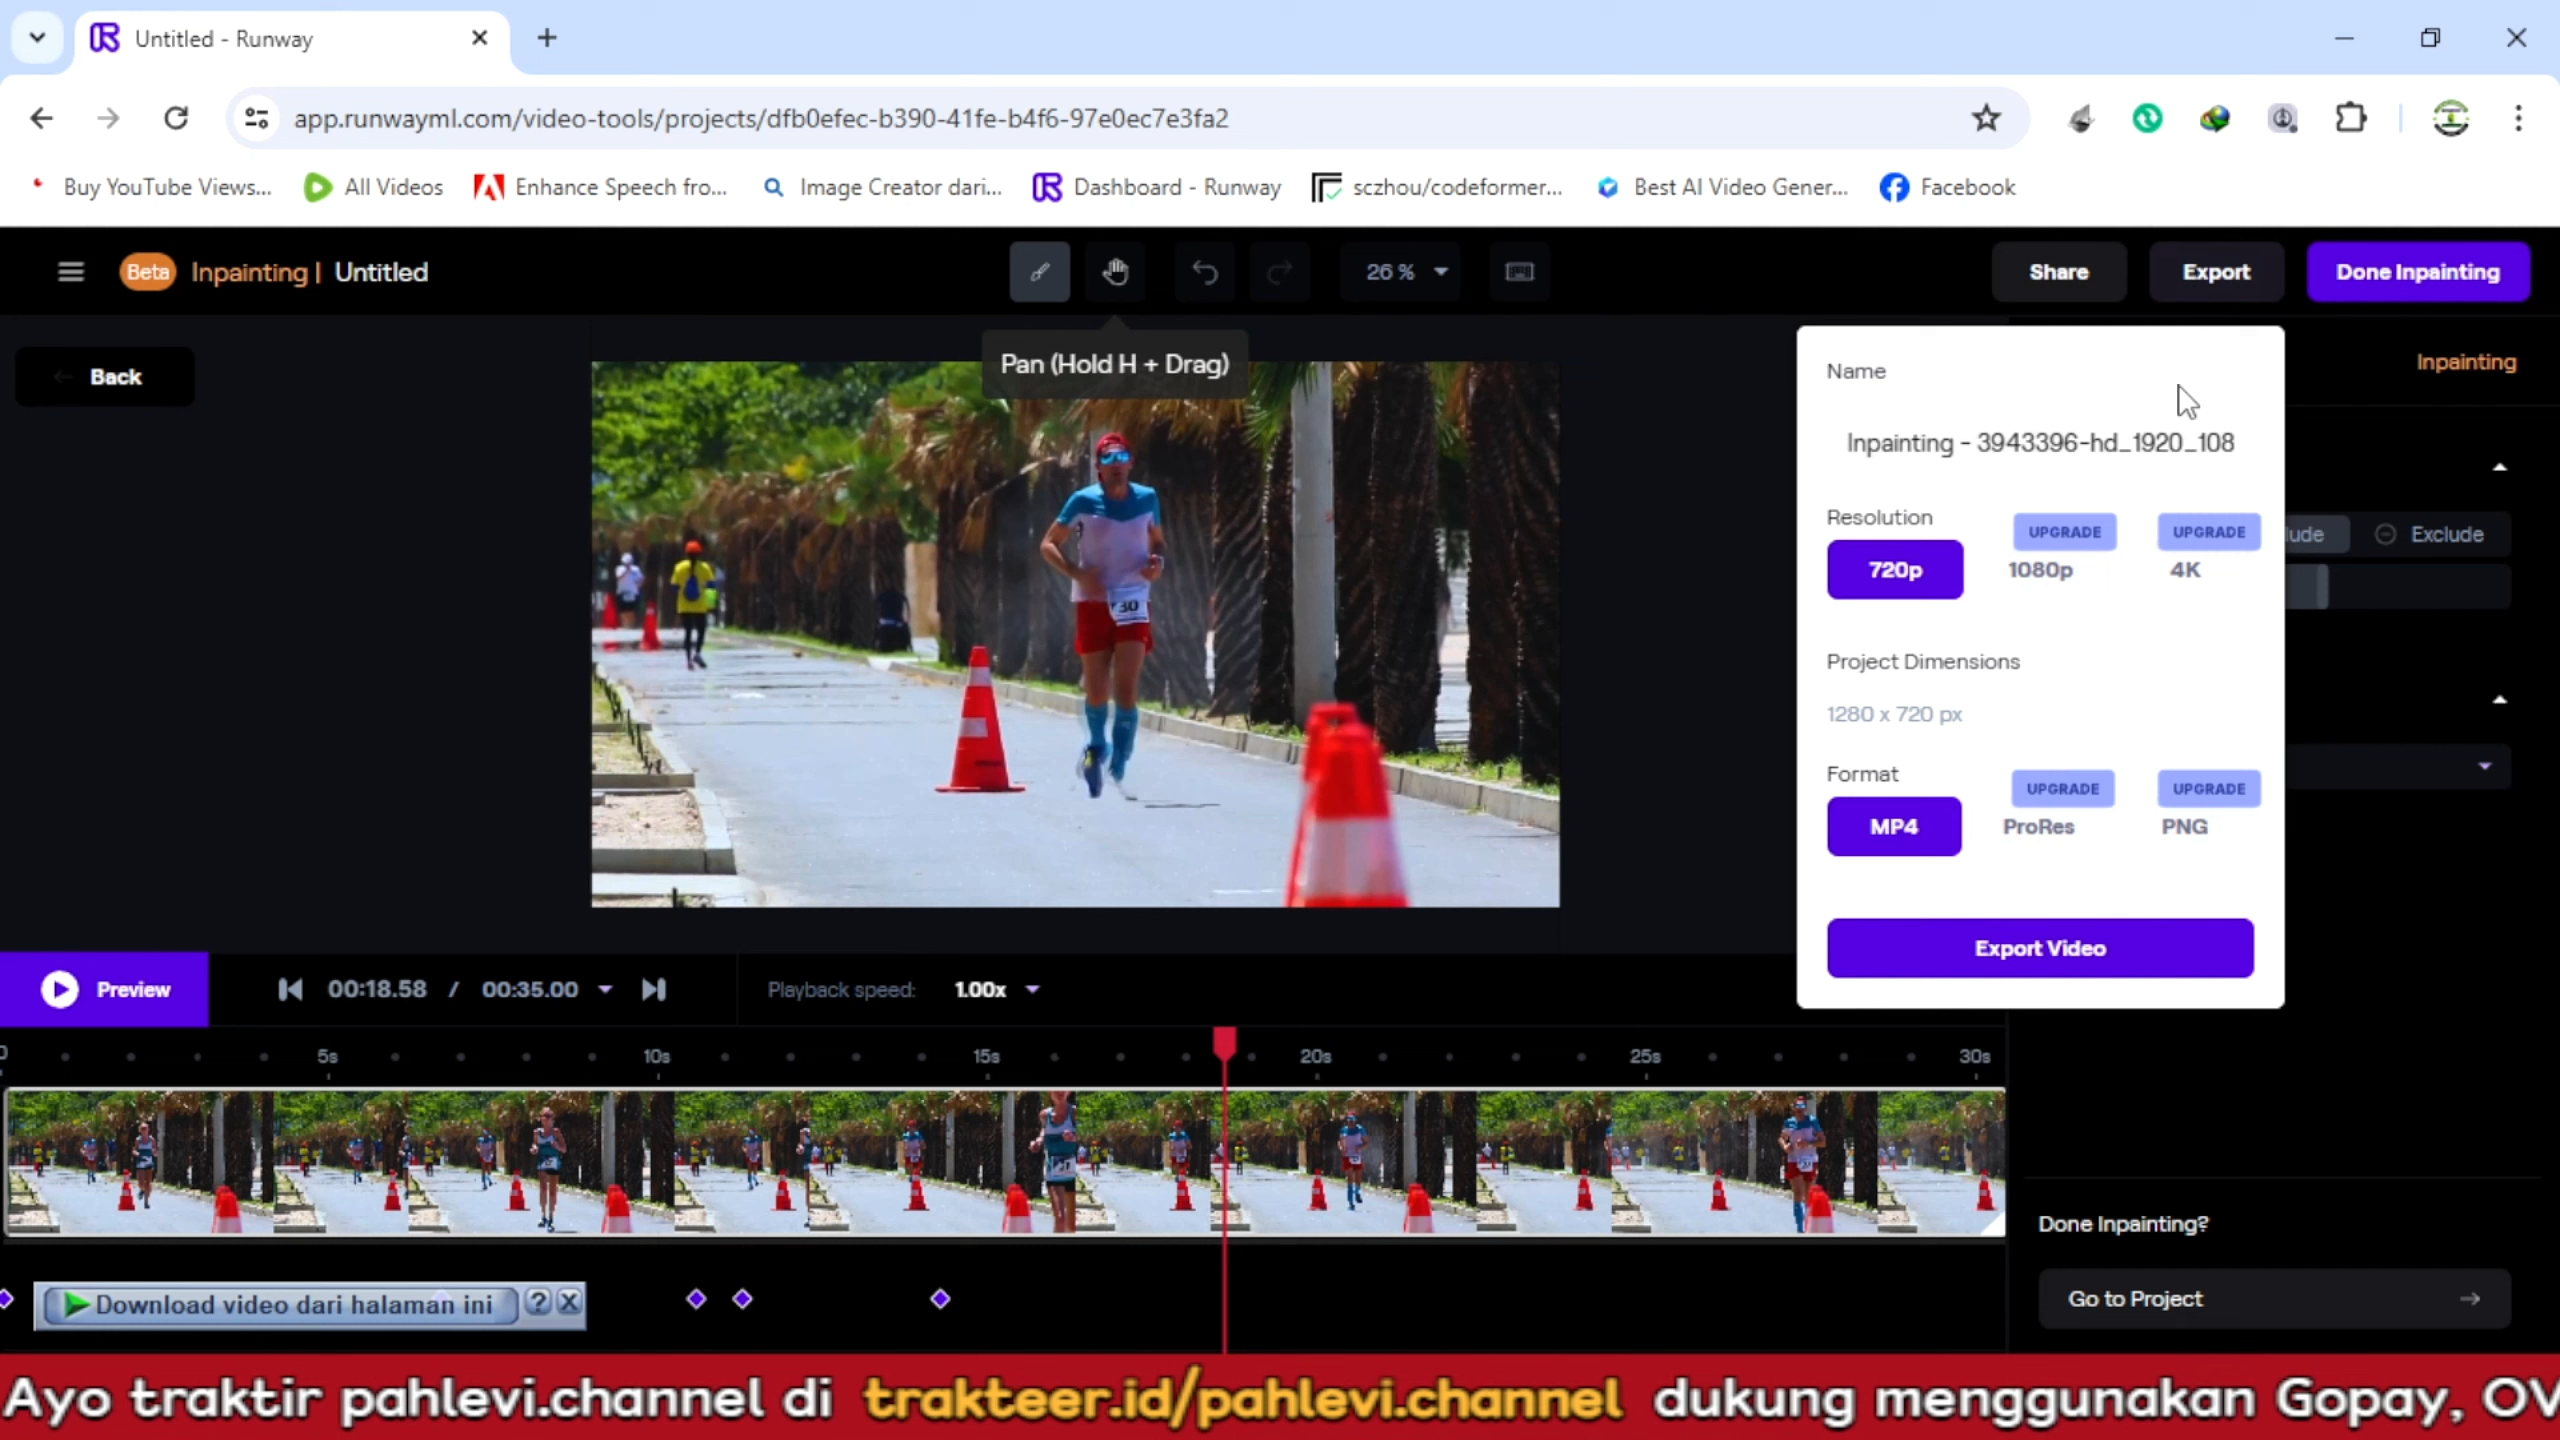 Untitled - Runway
app.runwayml.com/video-tools/projects/dfb0efec-b390-41fe-b4f6-97e0ec7e3fa2
Buy YouTube Views... All Videos Enhance Speech fro... Image Creator dari... Dashboard - Runway sczhou/codeformer... Best AI Video Gener... Facebook
Beta Inpainting | Untitled 26 % Share Export Done Inpainting
Back
Pan (Hold H + Drag)
Name
Inpainting - 3943396-hd_1920_108
Resolution
UPGRADE UPGRADE
720p 1080p 4K
Project Dimensions
1280 x 720 px
Format
UPGRADE UPGRADE
MP4 ProRes PNG
Export Video
Inpainting
lude Exclude
30
Preview 00:18.58 / 00:35.00 Playback speed: 1.00x
0 5s 10s 15s 20s 25s 30s
Done Inpainting?
Go to Project
Download video dari halaman ini ?
Ayo traktir pahlevi.channel di trakteer.id/pahlevi.channel dukung menggunakan Gopay, OV